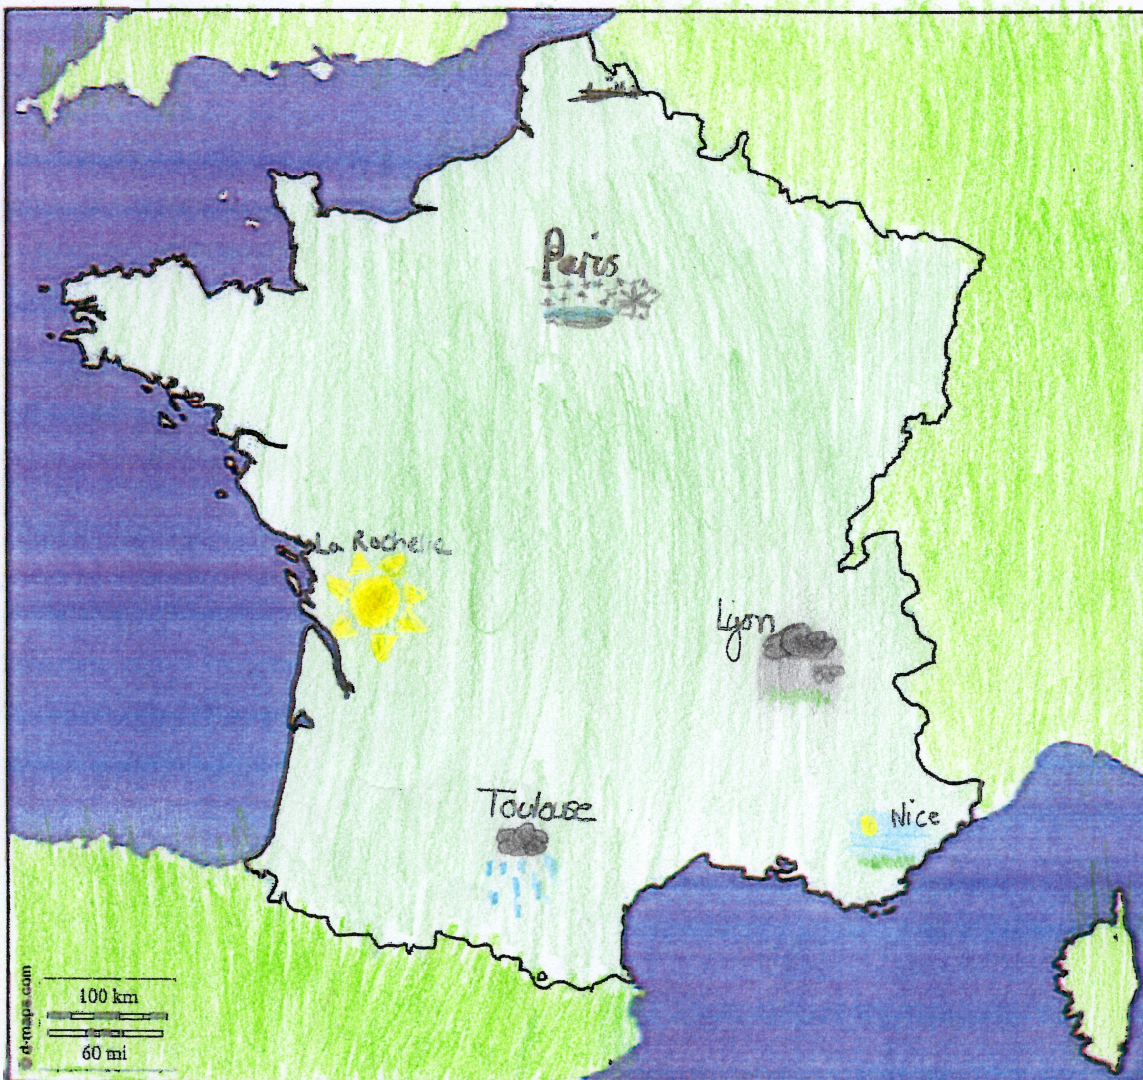 Paris
La Rochelle
Lyon
Toulouse
Nice
100 km
60 mi
© d-maps.com